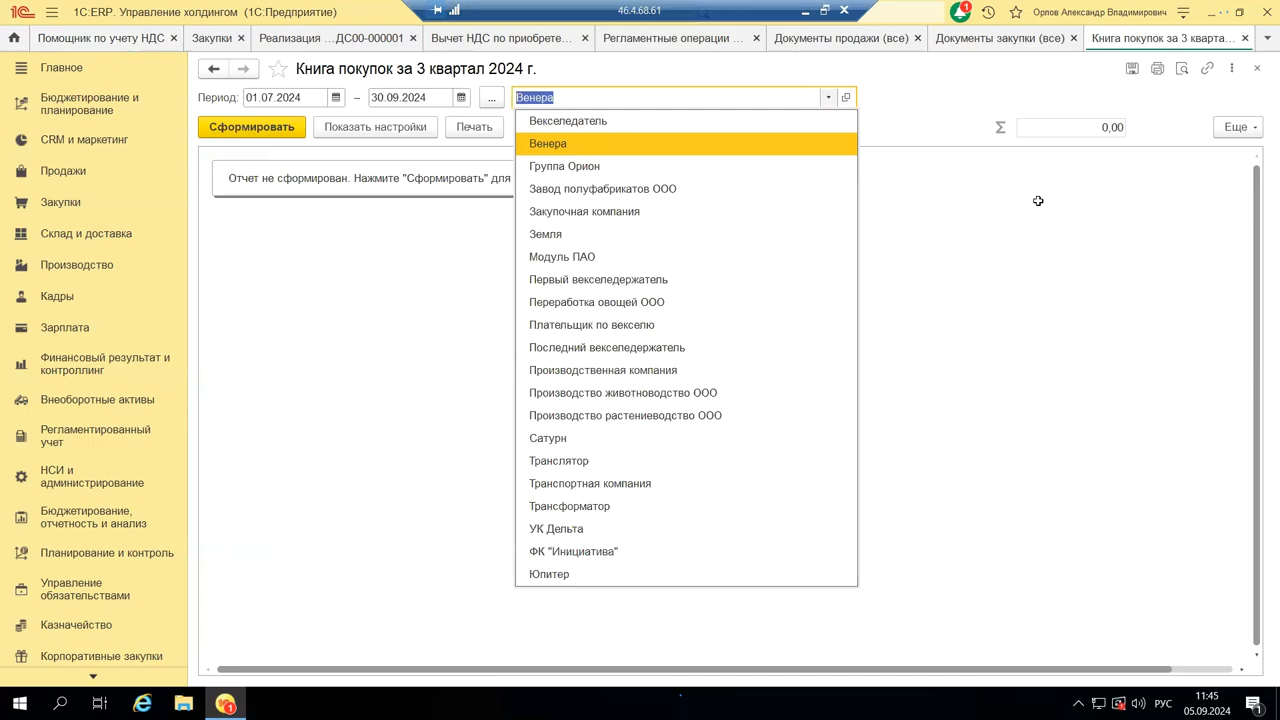 1С:ERP. Управление холдингом (1С:Предприятие)
46.4.68.61
1
Орлов Александр Владимирович
Помощник по учету НДС
Закупки
Реализация ...ДС00-000001
Вычет НДС по приобрете...
Регламентные операции ...
Документы продажи (все)
Документы закупки (все)
Книга покупок за 3 кварта...
Главное
Бюджетирование и
планирование
CRM и маркетинг
Продажи
Закупки
Склад и доставка
Производство
Кадры
Зарплата
Финансовый результат и
контроллинг
Внеоборотные активы
Регламентированный
учет
НСИ и
администрирование
Бюджетирование,
отчетность и анализ
Планирование и контроль
Управление
обязательствами
Казначейство
Корпоративные закупки
Книга покупок за 3 квартал 2024 г.
Период: 01.07.2024 – 30.09.2024 ... Венера
Сформировать Показать настройки Печать Σ 0,00 Еще
Отчет не сформирован. Нажмите "Сформировать" для
Векселедатель
Венера
Группа Орион
Завод полуфабрикатов ООО
Закупочная компания
Земля
Модуль ПАО
Первый векселедержатель
Переработка овощей ООО
Плательщик по векселю
Последний векселедержатель
Производственная компания
Производство животноводство ООО
Производство растениеводство ООО
Сатурн
Транслятор
Транспортная компания
Трансформатор
УК Дельта
ФК "Инициатива"
Юпитер
1
РУС
11:45
05.09.2024
1